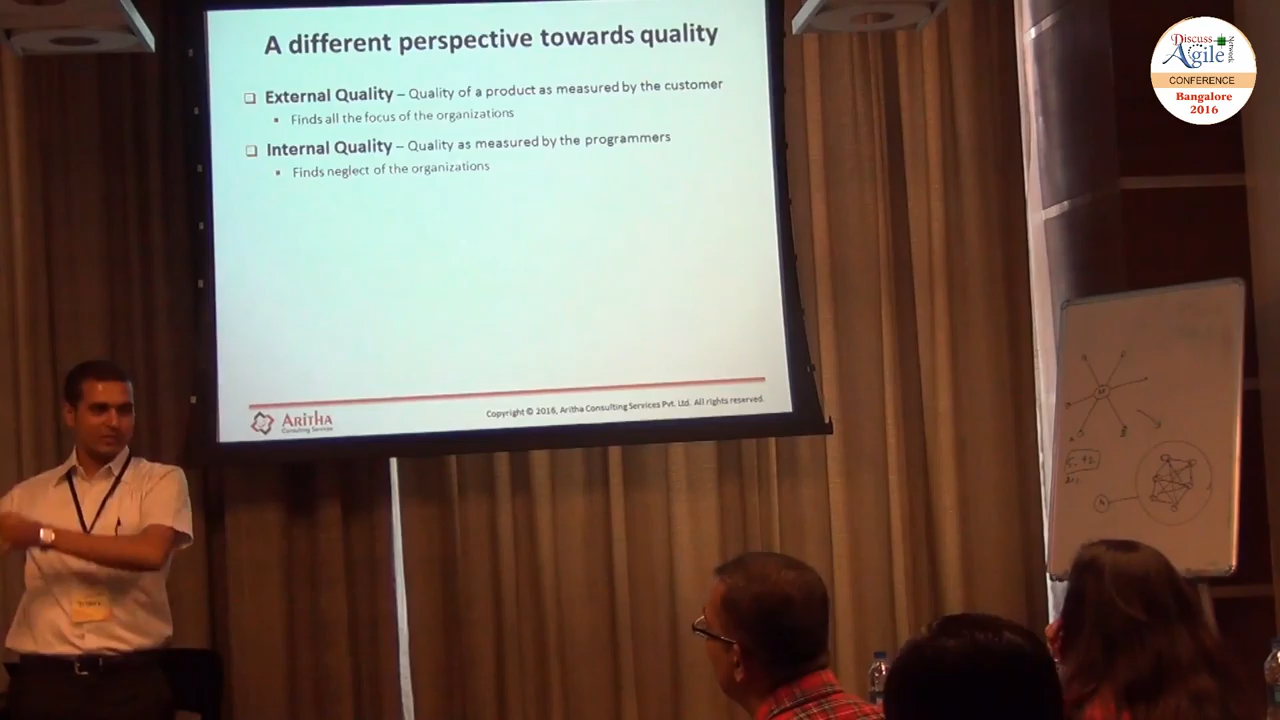 A different perspective towards quality
External Quality – Quality of a product as measured by the customer
Finds all the focus of the organizations
Internal Quality – Quality as measured by the programmers
Finds neglect of the organizations
ARITHA
Consulting Services
Copyright © 2016, Aritha Consulting Services Pvt. Ltd. All rights reserved.
Discuss
Agile
Network
CONFERENCE
Bangalore
2016